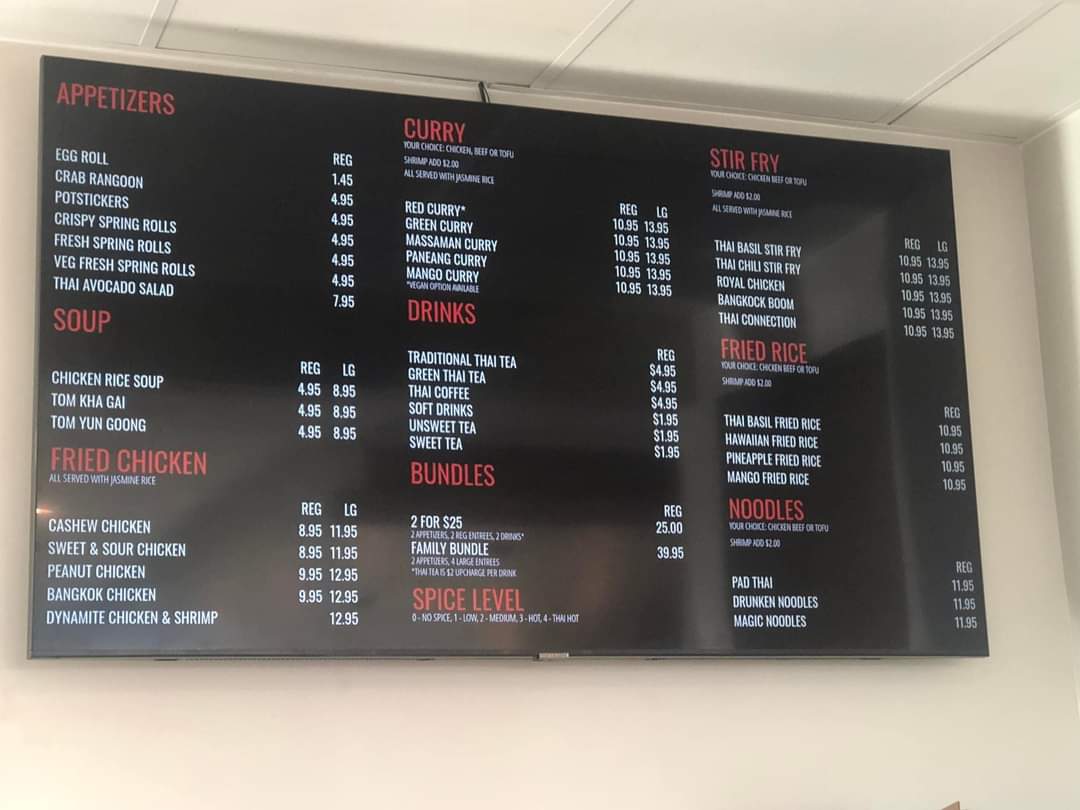 APPETIZERS
REG
EGG ROLL 1.45
CRAB RANGOON 4.95
POTSTICKERS 4.95
CRISPY SPRING ROLLS 4.95
FRESH SPRING ROLLS 4.95
VEG FRESH SPRING ROLLS 4.95
THAI AVOCADO SALAD 7.95
SOUP
REG LG
CHICKEN RICE SOUP 4.95 8.95
TOM KHA GAI 4.95 8.95
TOM YUN GOONG 4.95 8.95
FRIED CHICKEN
ALL SERVED WITH JASMINE RICE
REG LG
CASHEW CHICKEN 8.95 11.95
SWEET & SOUR CHICKEN 8.95 11.95
PEANUT CHICKEN 9.95 12.95
BANGKOK CHICKEN 9.95 12.95
DYNAMITE CHICKEN & SHRIMP 12.95
CURRY
YOUR CHOICE: CHICKEN, BEEF OR TOFU
SHRIMP ADD $2.00
ALL SERVED WITH JASMINE RICE
REG LG
RED CURRY* 10.95 13.95
GREEN CURRY 10.95 13.95
MASSAMAN CURRY 10.95 13.95
PANEANG CURRY 10.95 13.95
MANGO CURRY 10.95 13.95
*VEGAN OPTION AVAILABLE
DRINKS
REG
TRADITIONAL THAI TEA $4.95
GREEN THAI TEA $4.95
THAI COFFEE $4.95
SOFT DRINKS $1.95
UNSWEET TEA $1.95
SWEET TEA $1.95
BUNDLES
REG
2 FOR $25 25.00
2 APPETIZERS, 2 REG ENTREES, 2 DRINKS*
FAMILY BUNDLE 39.95
2 APPETIZERS, 4 LARGE ENTREES
*THAI TEA IS $2 UPCHARGE PER DRINK
SPICE LEVEL
0 - NO SPICE, 1 - LOW, 2 - MEDIUM, 3 - HOT, 4 - THAI HOT
STIR FRY
YOUR CHOICE: CHICKEN BEEF OR TOFU
SHRIMP ADD $2.00
ALL SERVED WITH JASMINE RICE
REG LG
THAI BASIL STIR FRY 10.95 13.95
THAI CHILI STIR FRY 10.95 13.95
ROYAL CHICKEN 10.95 13.95
BANGKOCK BOOM 10.95 13.95
THAI CONNECTION 10.95 13.95
FRIED RICE
YOUR CHOICE: CHICKEN BEEF OR TOFU
SHRIMP ADD $2.00
REG
THAI BASIL FRIED RICE 10.95
HAWAIIAN FRIED RICE 10.95
PINEAPPLE FRIED RICE 10.95
MANGO FRIED RICE 10.95
NOODLES
YOUR CHOICE: CHICKEN BEEF OR TOFU
SHRIMP ADD $2.00
REG
PAD THAI 11.95
DRUNKEN NOODLES 11.95
MAGIC NOODLES 11.95